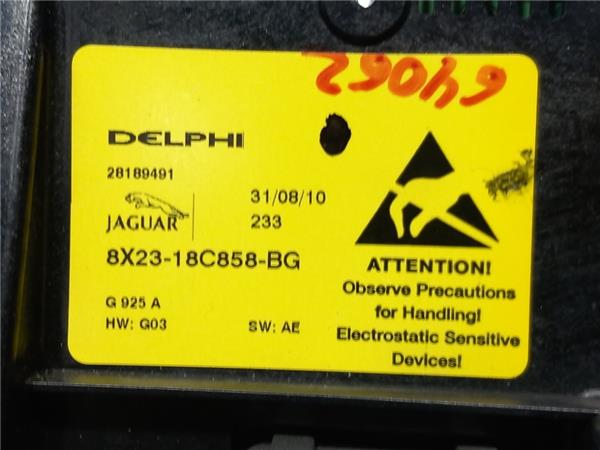 64062
DELPHI
28189491
31/08/10
JAGUAR
233
8X23-18C858-BG
G 925 A
HW: G03
SW: AE
ATTENTION!
Observe Precautions
for Handling!
Electrostatic Sensitive
Devices!